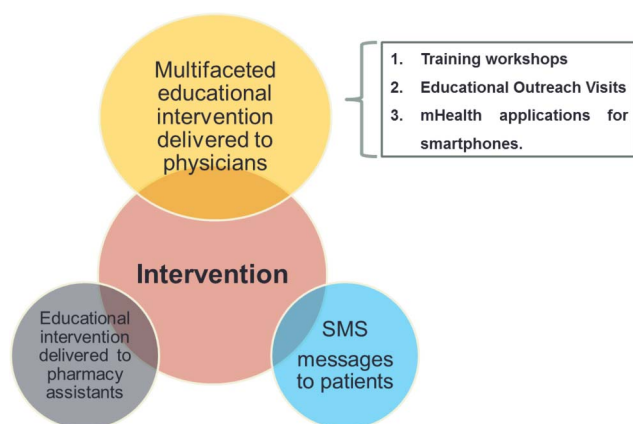 Multifaceted
educational
intervention
delivered to
physicians
1. Training workshops
2. Educational Outreach Visits
3. mHealth applications for
smartphones.
Intervention
Educational
intervention
delivered to
pharmacy
assistants
SMS
messages
to patients